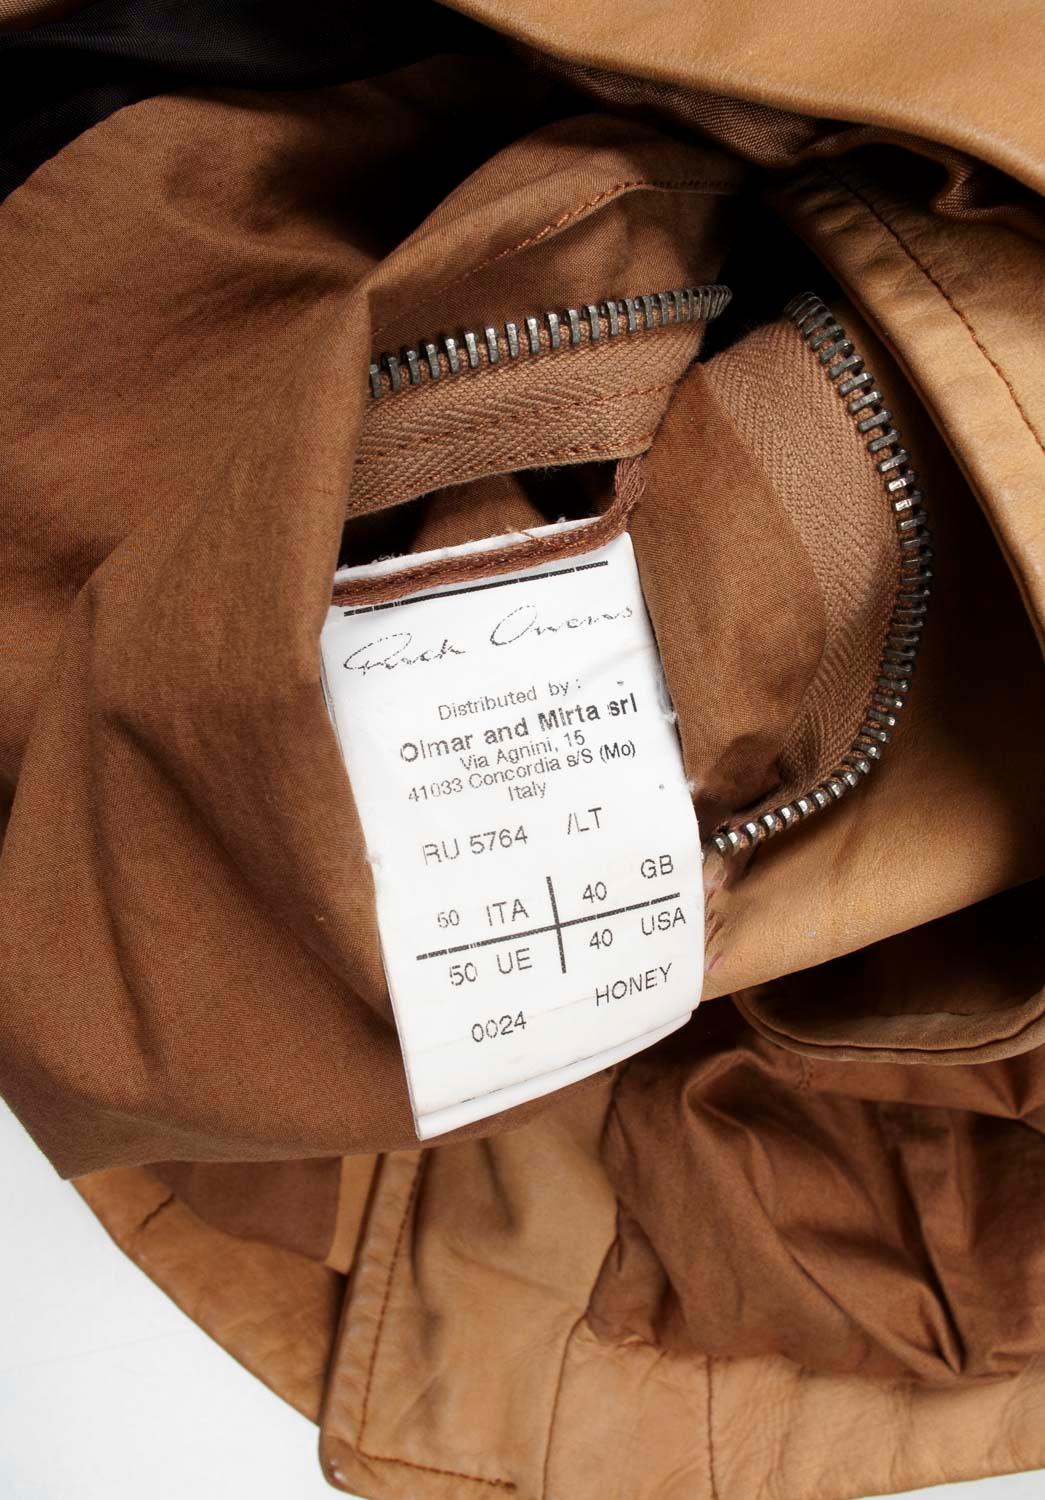 Rick Owens
Distributed by:
Olmar and Mirta srl
Via Agnini, 15
41033 Concordia s/S (Mo)
Italy
RU 5764 /LT
50 ITA 40 GB
50 UE 40 USA
0024 HONEY